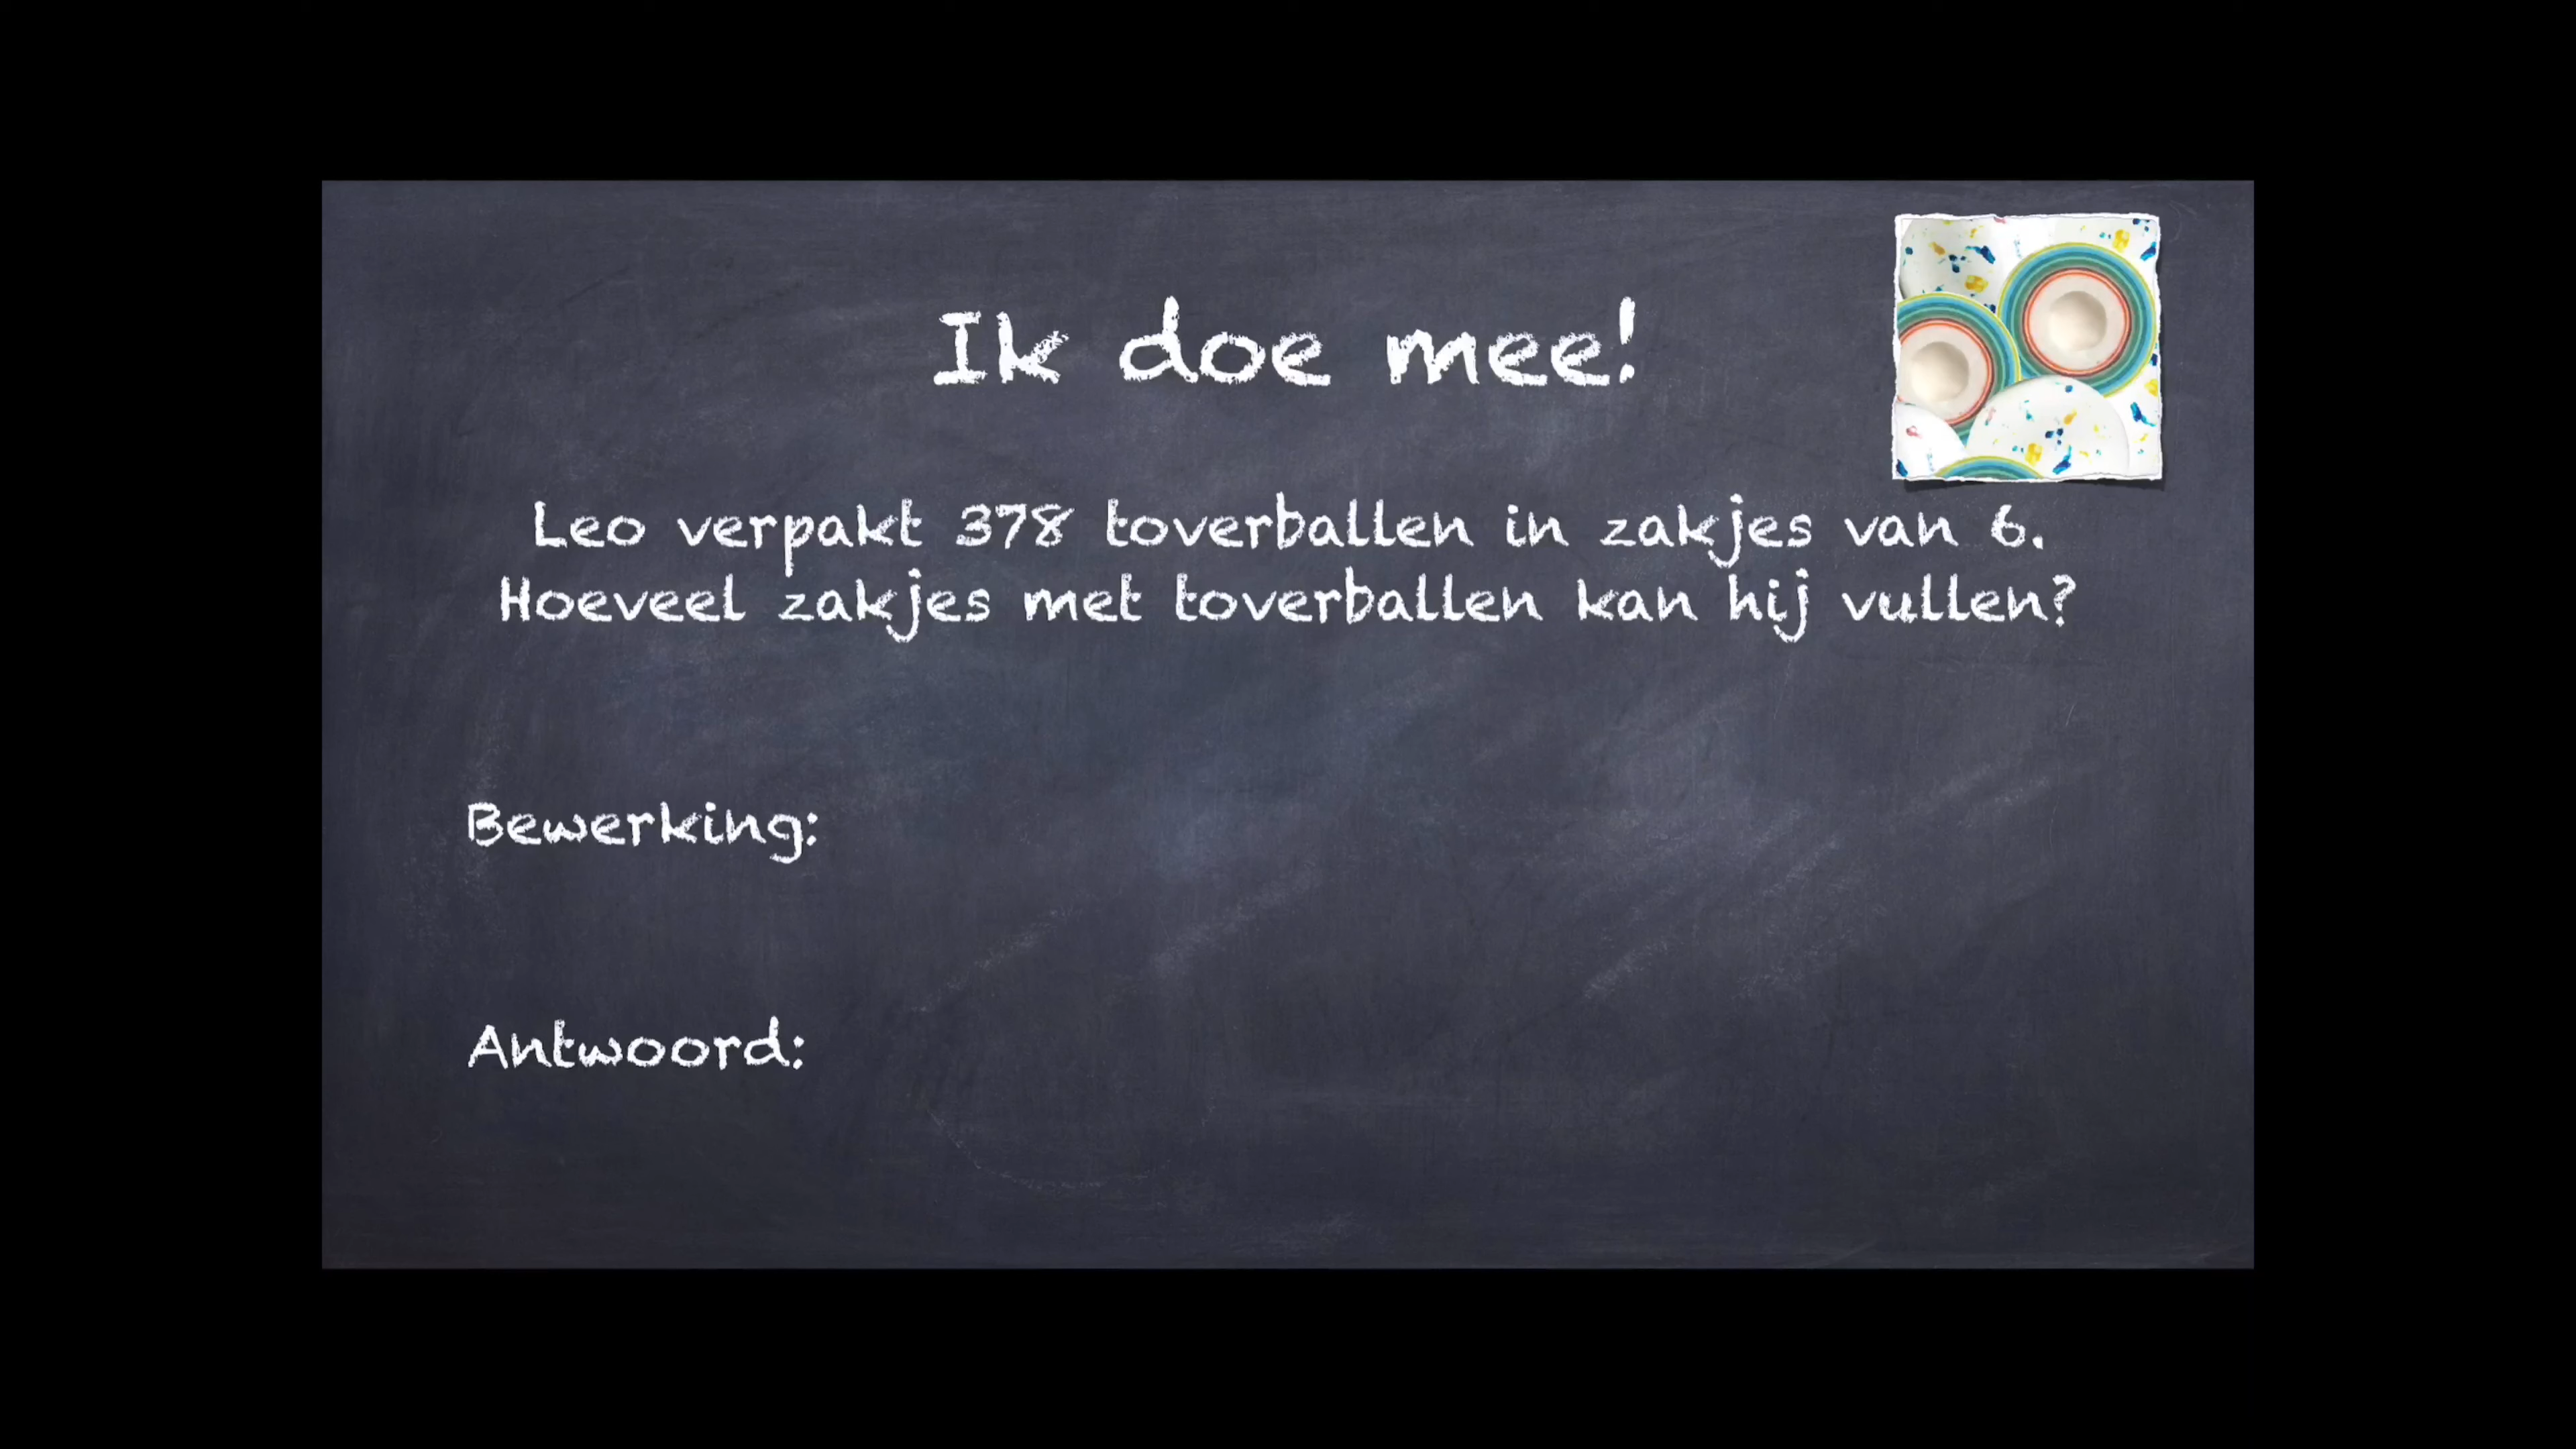 Ik doe mee!
Leo verpakt 378 toverballen in zakjes van 6.
Hoeveel zakjes met toverballen kan hij vullen?
Bewerking:
Antwoord: